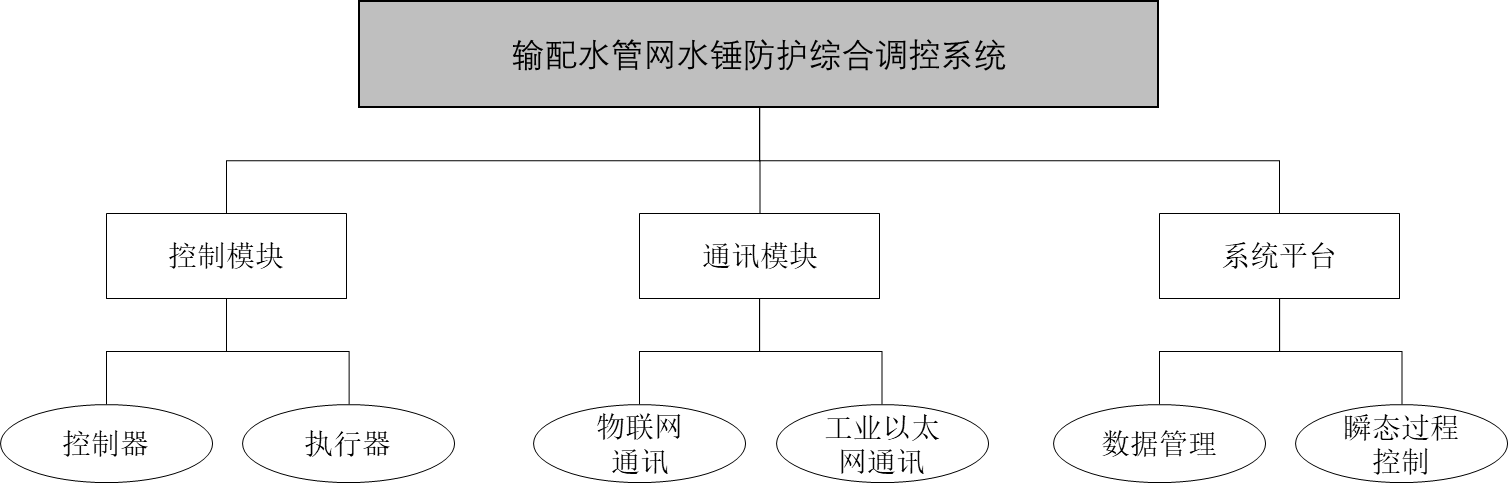 输配水管网水锤防护综合调控系统
控制模块
通讯模块
系统平台
控制器
执行器
物联网
通讯
工业以太
网通讯
数据管理
瞬态过程
控制